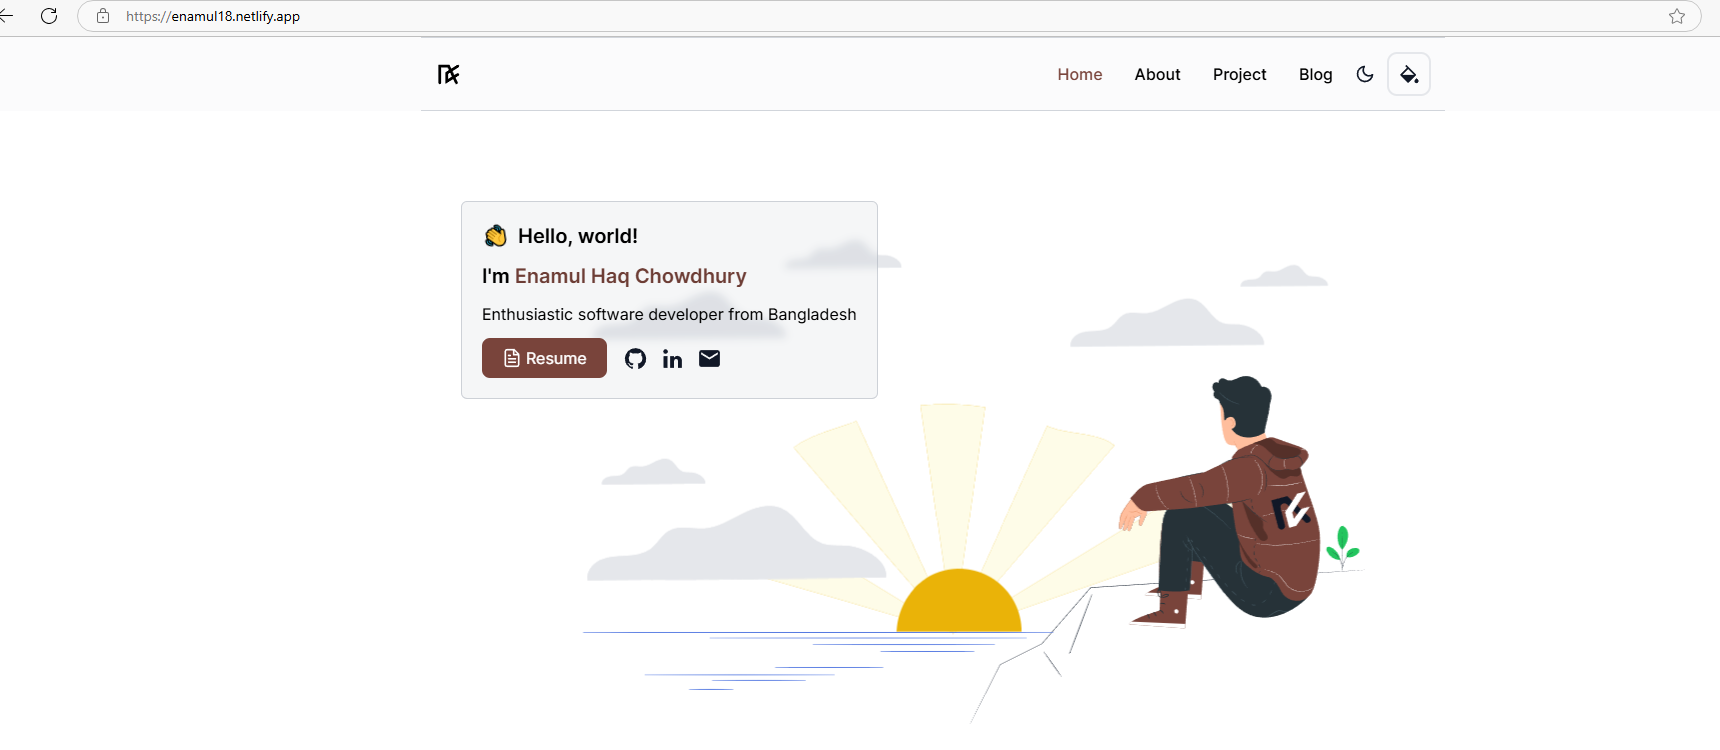 https://enamul18.netlify.app
Home About Project Blog
👏 Hello, world!
I'm Enamul Haq Chowdhury
Enthusiastic software developer from Bangladesh
Resume